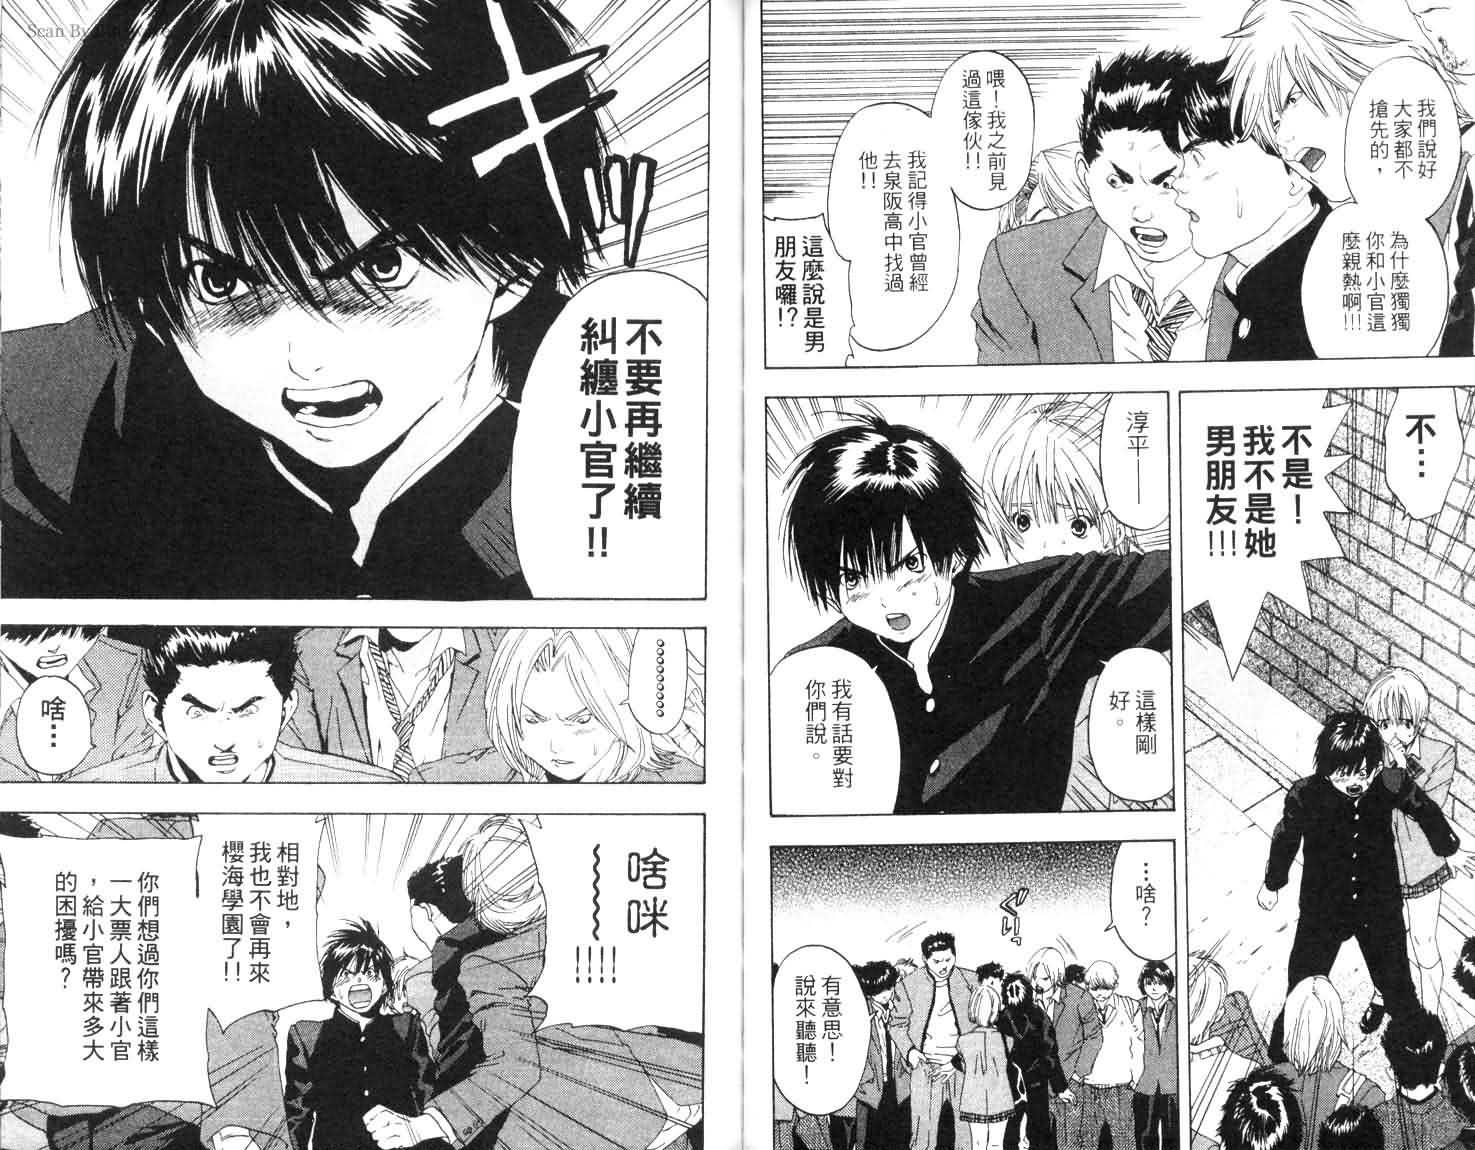 我們說好
大家都不
搶先的，
為什麼獨獨
你和小官這
麼親熱啊!!!
喂！我之前見
過這傢伙!!
我記得小官曾經
去泉阪高中找過
他!!
這麼說是男
朋友囉!?
不…
不是！
我不是她
男朋友!!!
淳平——
這樣剛
好。
我有話要對
你們說。
…啥?
ぐりっ
有意思！
說來聽聽！
Scan By
キッ
不要再繼續
糾纏小官了!!
………
啥…
啥咪
~~~~!!!!
相對地，
我也不會再來
櫻海學園了!!
你們想過你們這樣
一大票人跟著小官
，給小官帶來多大
的困擾嗎？